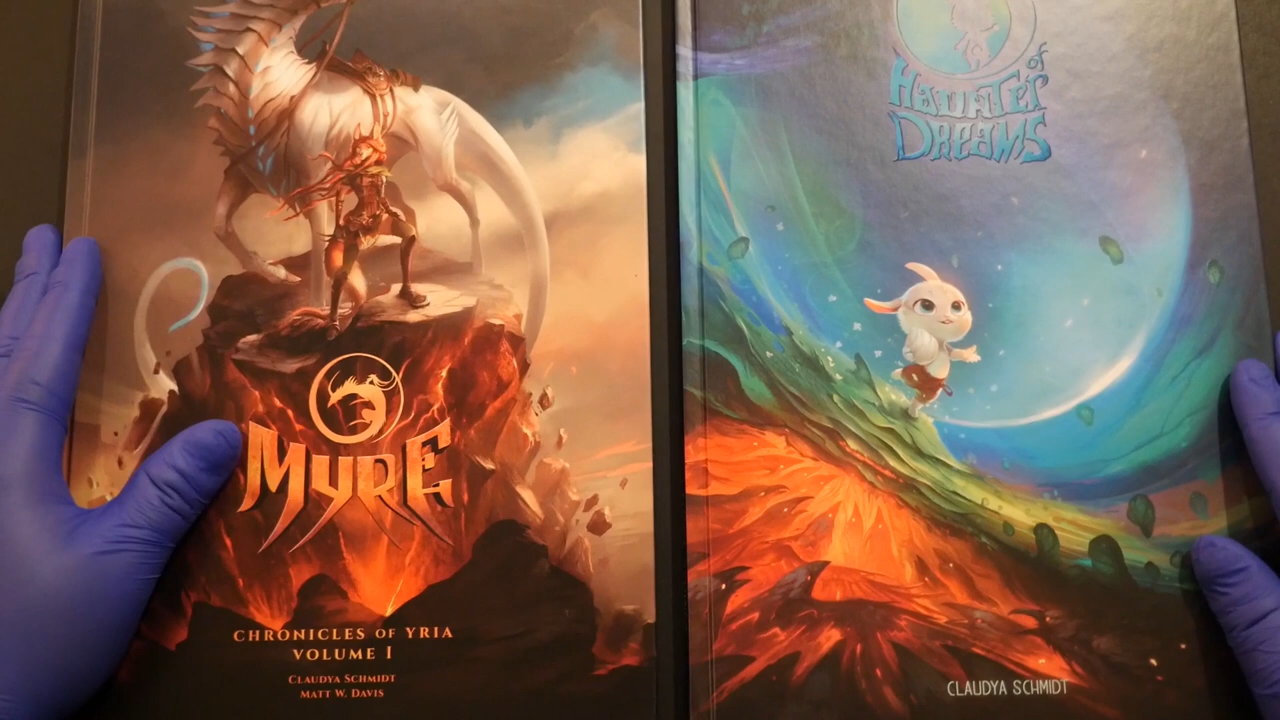 MYRE
CHRONICLES OF YRIA
VOLUME I
CLAUDYA SCHMIDT
MATT W. DAVIS
of
HAUNTER
DREAMS
CLAUDYA SCHMIDT